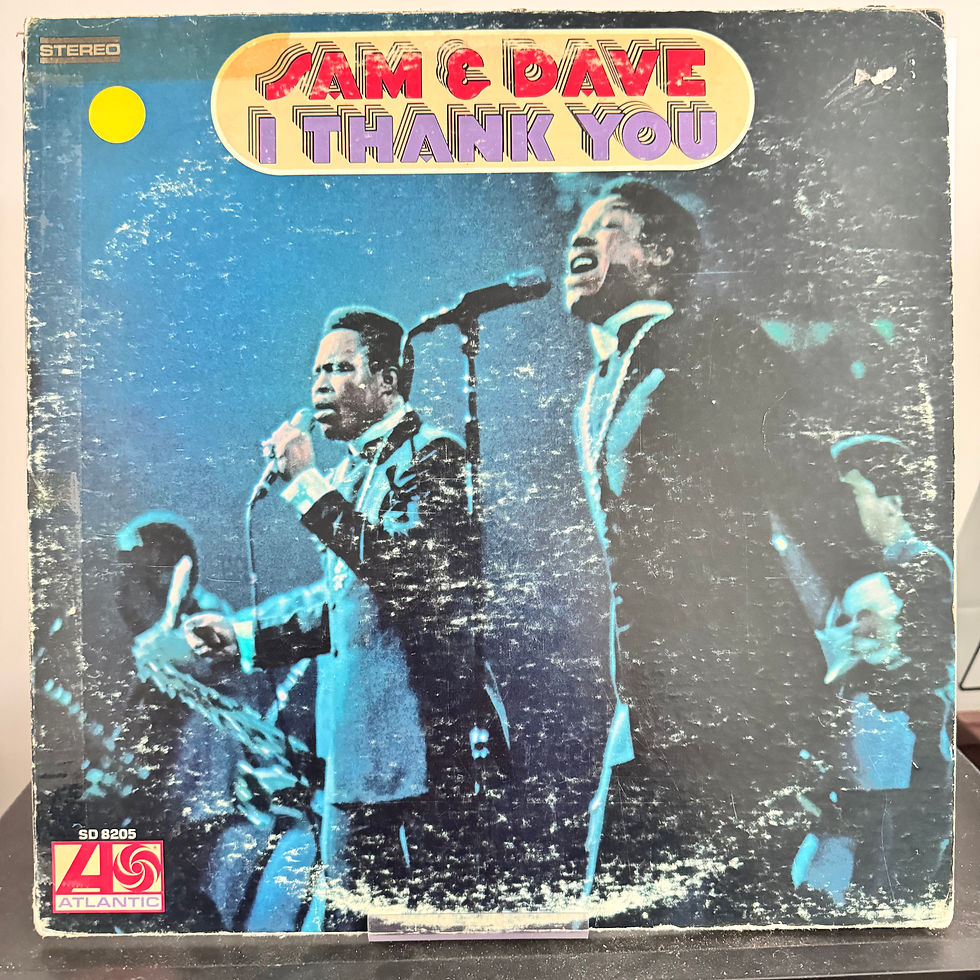 STEREO
SAM & DAVE
I THANK YOU
SD 8205
ATLANTIC